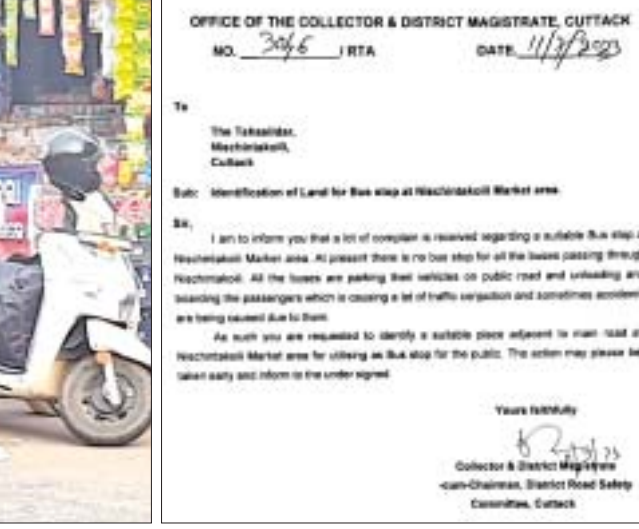 OFFICE OF THE COLLECTOR & DISTRICT MAGISTRATE, CUTTACK
NO. 3046 / RTA DATE 11/7/2023
To
The Tahasildar,
Nischintakoili,
Cuttack
Sub: Identification of Land for Bus stop at Nischintakoili Market area.
Sir,
I am to inform you that a lot of complain is received regarding a suitable Bus stop a
Nischintakoili Market area. At present there is no bus stop for all the buses passing throug
Nischintakoili. All the buses are parking their vehicles on public road and unloading an
boarding the passengers which is causing a lot of traffic and sometimes acciden
are being caused due to them.
As such you are requested to identify a suitable place adjacent to main road a
Nischintakoili Market area for utilising as Bus stop for the public. The action may please be
taken early and inform to the under signed.
Yours faithfully
Collector & District Magistrate
-cum-Chairman, District Road Safety
Committee, Cuttack